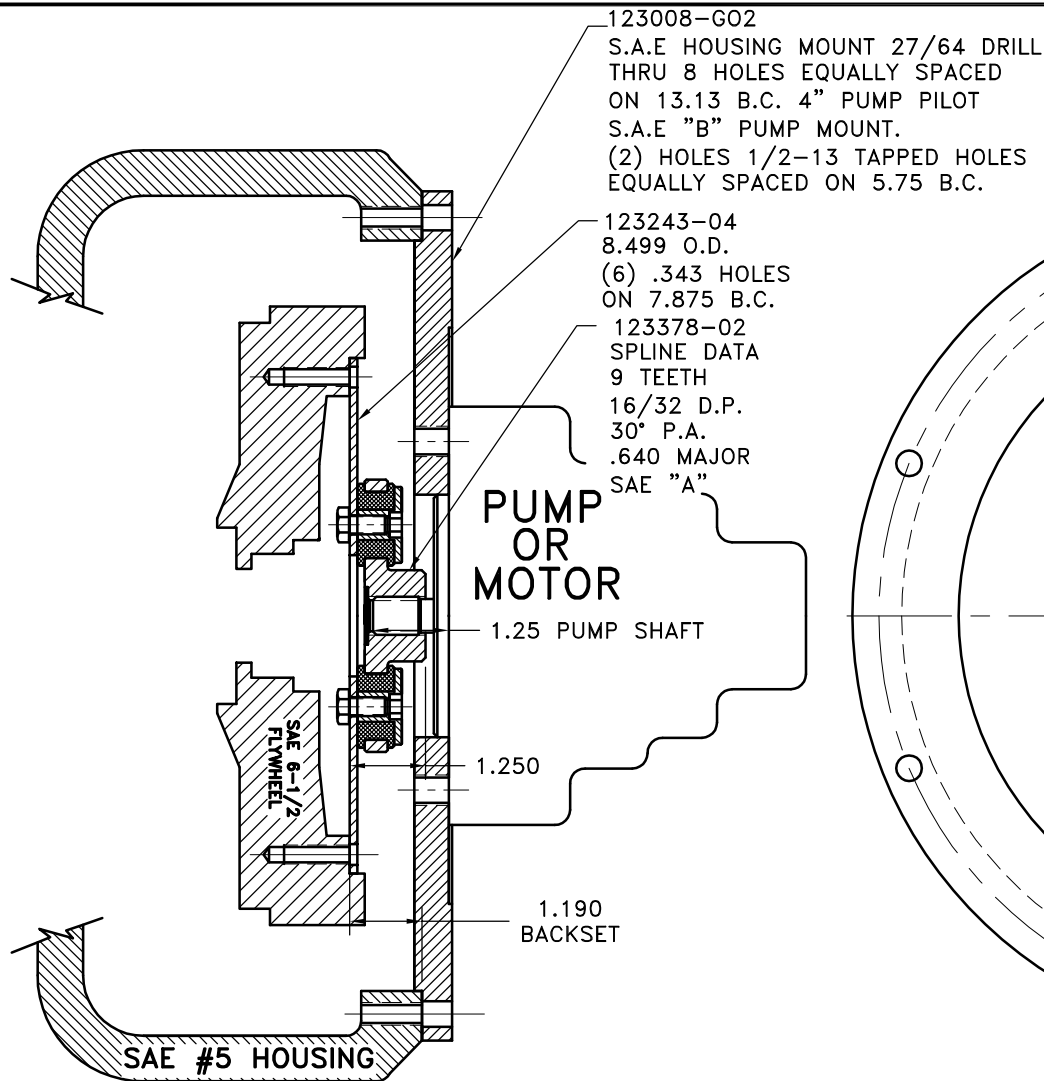 123008-G02
S.A.E HOUSING MOUNT 27/64 DRILL
THRU 8 HOLES EQUALLY SPACED
ON 13.13 B.C. 4” PUMP PILOT
S.A.E ”B” PUMP MOUNT.
(2) HOLES 1/2-13 TAPPED HOLES
EQUALLY SPACED ON 5.75 B.C.
123243-04
8.499 O.D.
(6) .343 HOLES
ON 7.875 B.C.
123378-02
SPLINE DATA
9 TEETH
16/32 D.P.
30° P.A.
.640 MAJOR
SAE ”A”
PUMP
OR
MOTOR
1.25 PUMP SHAFT
1.250
SAE 6-1/2
FLYWHEEL
1.190
BACKSET
SAE #5 HOUSING